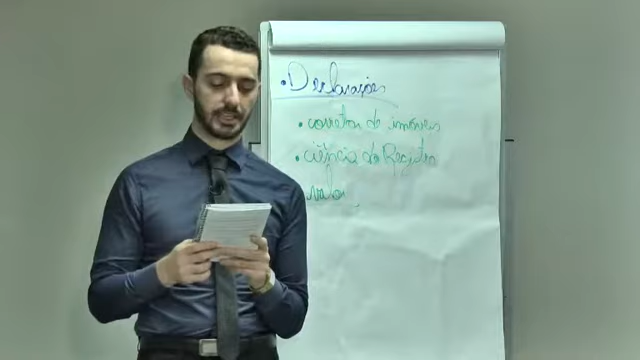 • Declarações
• corretor de imóveis
• ciência do Registro
valor